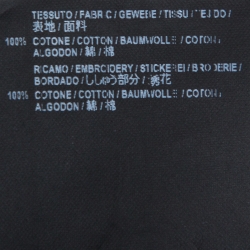 TESSUTO / FABRIC / GEWEBE / TISSU / TEJIDO /
表地 / 面料
100% COTONE / COTTON / BAUMWOLLE / COTON /
ALGODON / 綿 / 棉
RICAMO / EMBROIDERY / STICKEREI / BRODERIE /
BORDADO / ししゅう部分 / 绣花
100% COTONE / COTTON / BAUMWOLLE / COTON /
ALGODON / 綿 / 棉